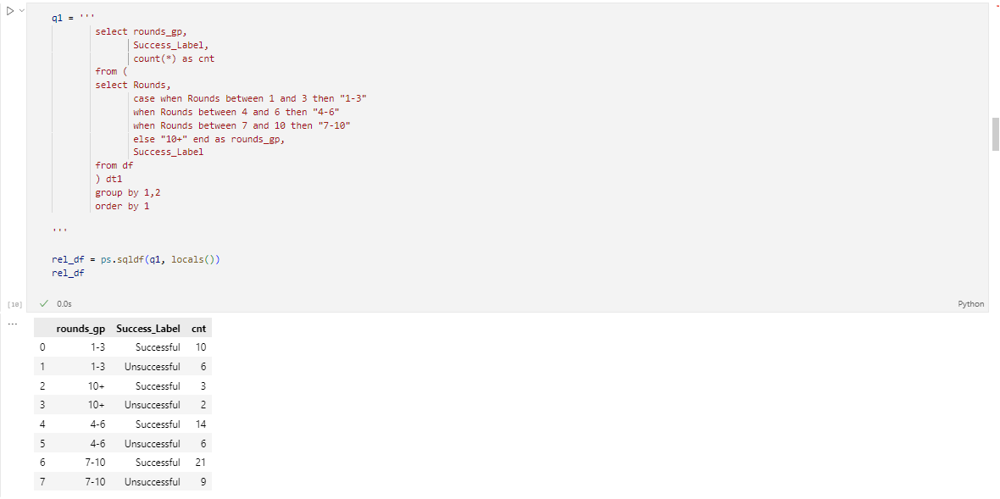 q1 = '''
select rounds_gp,
Success_Label,
count(*) as cnt
from (
select Rounds,
case when Rounds between 1 and 3 then "1-3"
when Rounds between 4 and 6 then "4-6"
when Rounds between 7 and 10 then "7-10"
else "10+" end as rounds_gp,
Success_Label
from df
) dt1
group by 1,2
order by 1
'''
rel_df = ps.sqldf(q1, locals())
rel_df
[10] 0.0s Python
...
rounds_gp Success_Label cnt
0 1-3 Successful 10
1 1-3 Unsuccessful 6
2 10+ Successful 3
3 10+ Unsuccessful 2
4 4-6 Successful 14
5 4-6 Unsuccessful 6
6 7-10 Successful 21
7 7-10 Unsuccessful 9